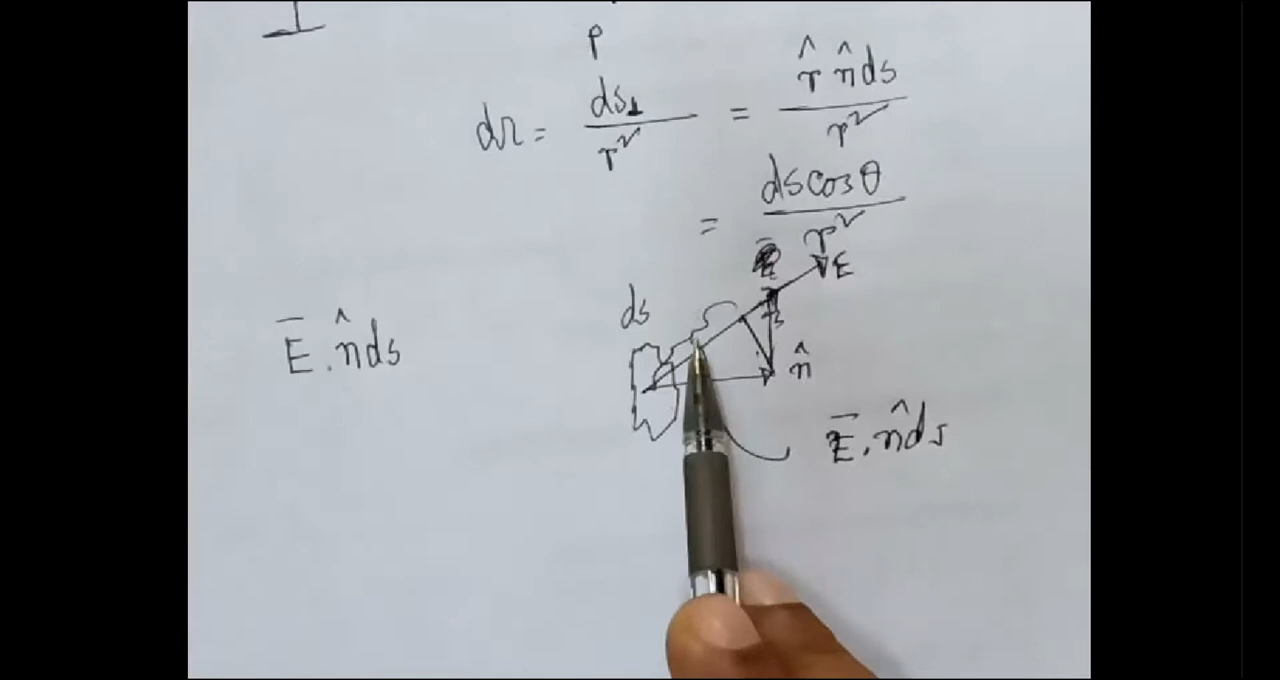 P
dΩ = ds⊥/r² = r̂ n̂ds/r²
= ds cos θ/r²
E
ds
Ē . n̂ds
n̂
Ē . n̂ds